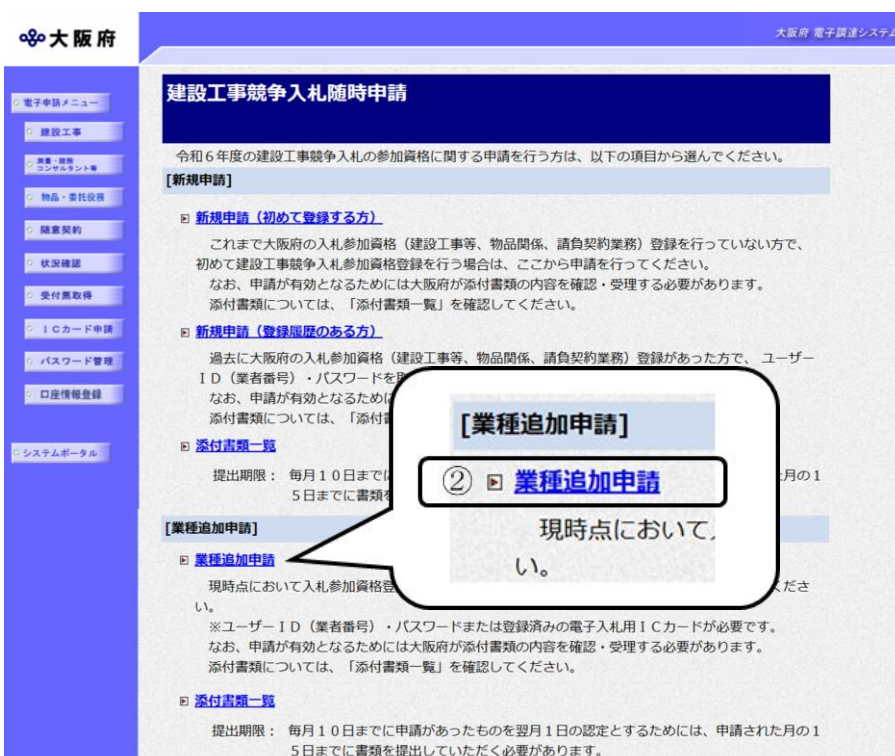 大阪府
大阪府 電子調達システム
電子申請メニュー
建設工事
測量・建設
コンサルタント等
物品・委託役務
随意契約
状況確認
受付票取得
ICカード申請
パスワード管理
口座情報登録
システムポータル
建設工事競争入札随時申請
令和6年度の建設工事競争入札の参加資格に関する申請を行う方は、以下の項目から選んでください。
[新規申請]
新規申請（初めて登録する方）
これまで大阪府の入札参加資格（建設工事等、物品関係、請負契約業務）登録を行っていない方で、
初めて建設工事競争入札参加資格登録を行う場合は、ここから申請を行ってください。
なお、申請が有効となるためには大阪府が添付書類の内容を確認・受理する必要があります。
添付書類については、「添付書類一覧」を確認してください。
新規申請（登録履歴のある方）
過去に大阪府の入札参加資格（建設工事等、物品関係、請負契約業務）登録があった方で、 ユーザー
ＩＤ（業者番号）・パスワードを
なお、申請が有効となるために
添付書類については、「添付
添付書類一覧
提出期限： 毎月１０日までに 月の１
５日までに書類を
[業種追加申請]
業種追加申請
現時点において入札参加資格登 くださ
い。
※ユーザーＩＤ（業者番号）・パスワードまたは登録済みの電子入札用ＩＣカードが必要です。
なお、申請が有効となるためには大阪府が添付書類の内容を確認・受理する必要があります。
添付書類については、「添付書類一覧」を確認してください。
添付書類一覧
提出期限： 毎月１０日までに申請があったものを翌月１日の認定とするためには、申請された月の１
５日までに書類を提出していただく必要があります。
[業種追加申請]
② 業種追加申請
現時点において
い。